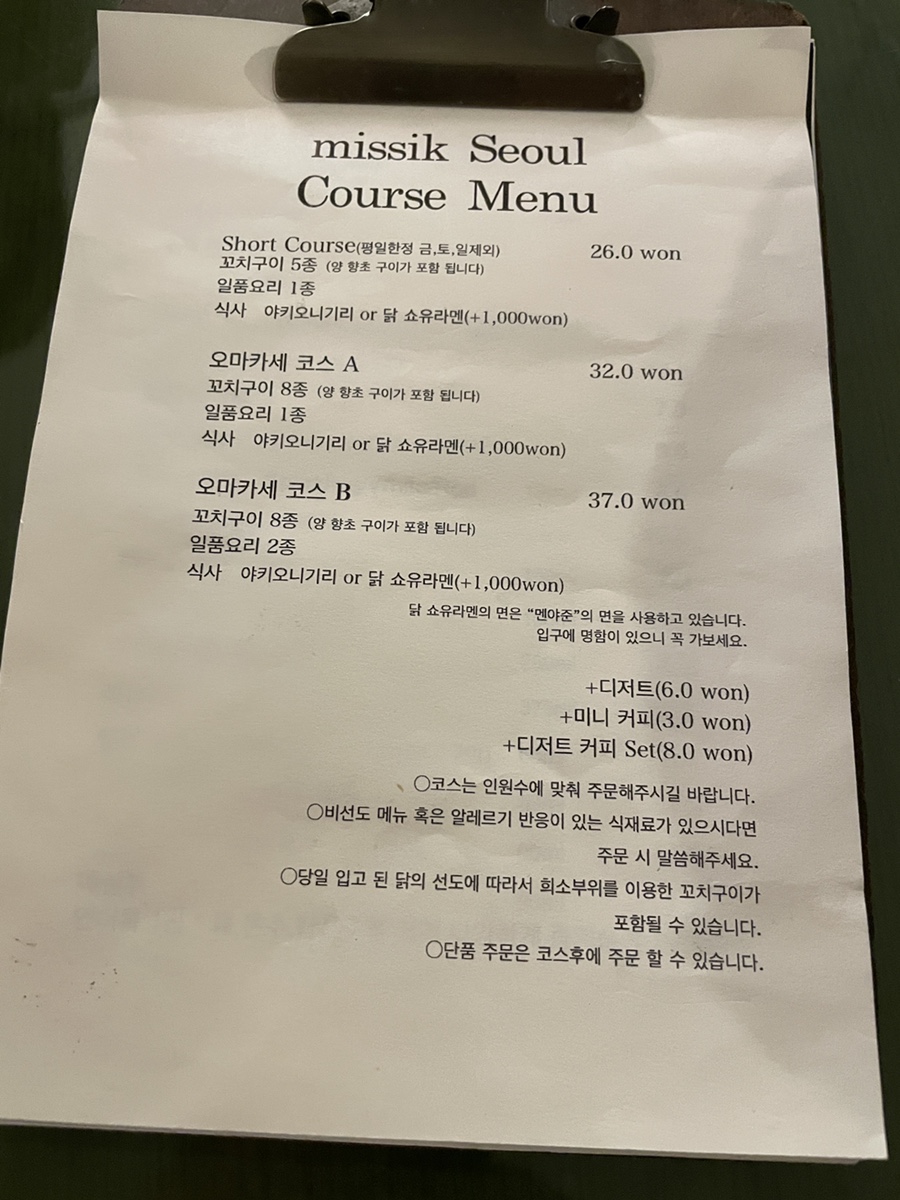 missik Seoul
Course Menu
Short Course(평일한정 금,토,일제외) 26.0 won
꼬치구이 5종 (양 향초 구이가 포함 됩니다)
일품요리 1종
식사 야키오니기리 or 닭 쇼유라멘(+1,000won)
오마카세 코스 A 32.0 won
꼬치구이 8종 (양 향초 구이가 포함 됩니다)
일품요리 1종
식사 야키오니기리 or 닭 쇼유라멘(+1,000won)
오마카세 코스 B 37.0 won
꼬치구이 8종 (양 향초 구이가 포함 됩니다)
일품요리 2종
식사 야키오니기리 or 닭 쇼유라멘(+1,000won)
닭 쇼유라멘의 면은 “멘야준”의 면을 사용하고 있습니다.
입구에 명함이 있으니 꼭 가보세요.
+디저트(6.0 won)
+미니 커피(3.0 won)
+디저트 커피 Set(8.0 won)
○코스는 인원수에 맞춰 주문해주시길 바랍니다.
○비선도 메뉴 혹은 알레르기 반응이 있는 식재료가 있으시다면
주문 시 말씀해주세요.
○당일 입고 된 닭의 선도에 따라서 희소부위를 이용한 꼬치구이가
포함될 수 있습니다.
○단품 주문은 코스후에 주문 할 수 있습니다.